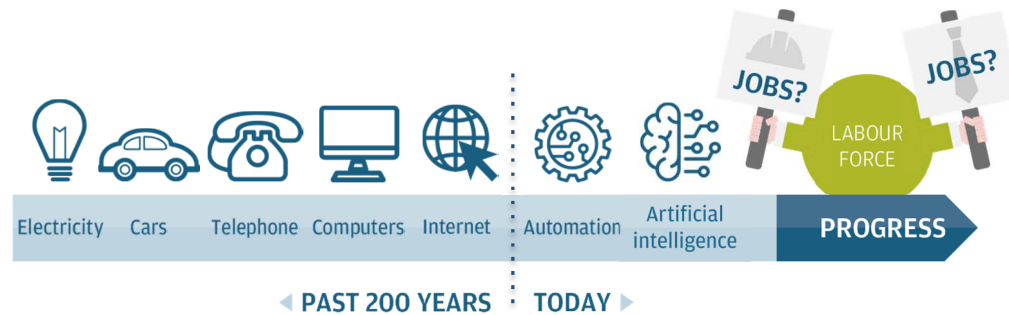 JOBS?
JOBS?
LABOUR
FORCE
Electricity
Cars
Telephone
Computers
Internet
Automation
Artificial
intelligence
PROGRESS
PAST 200 YEARS
TODAY